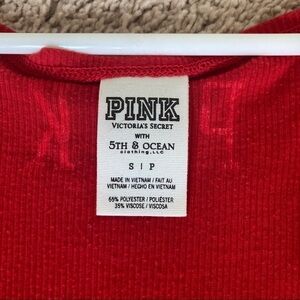 PINK
VICTORIA'S SECRET
WITH
5TH & OCEAN
clothing, LLC
S | P
MADE IN VIETNAM / FAIT AU
VIETNAM / HECHO EN VIETNAM
65% POLYESTER / POLIÉSTER
35% VISCOSE / VISCOSA